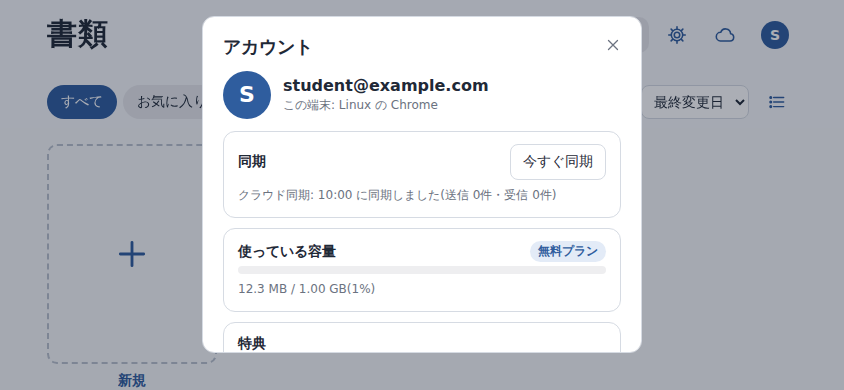 書類
S
アカウント
S
student@example.com
この端末: Linux の Chrome
すべて
お気に入り
最終変更日
同期
今すぐ同期
クラウド同期: 10:00 に同期しました(送信 0件・受信 0件)
使っている容量
無料プラン
12.3 MB / 1.00 GB(1%)
特典
新規